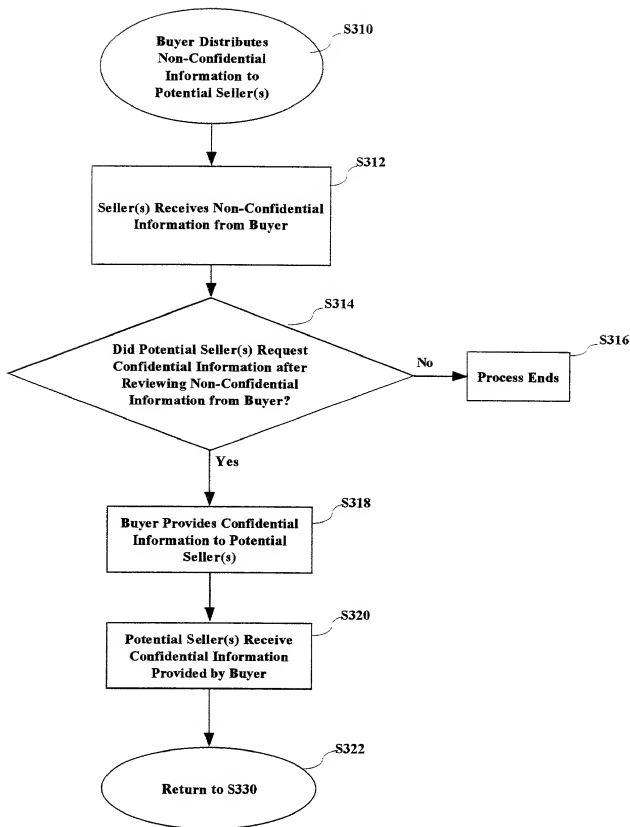 S310
Buyer Distributes
Non-Confidential
Information to
Potential Seller(s)
S312
Seller(s) Receives Non-Confidential
Information from Buyer
S314
Did Potential Seller(s) Request
Confidential Information after
Reviewing Non-Confidential
Information from Buyer?
No
S316
Process Ends
Yes
S318
Buyer Provides Confidential
Information to Potential
Seller(s)
S320
Potential Seller(s) Receive
Confidential Information
Provided by Buyer
S322
Return to S330